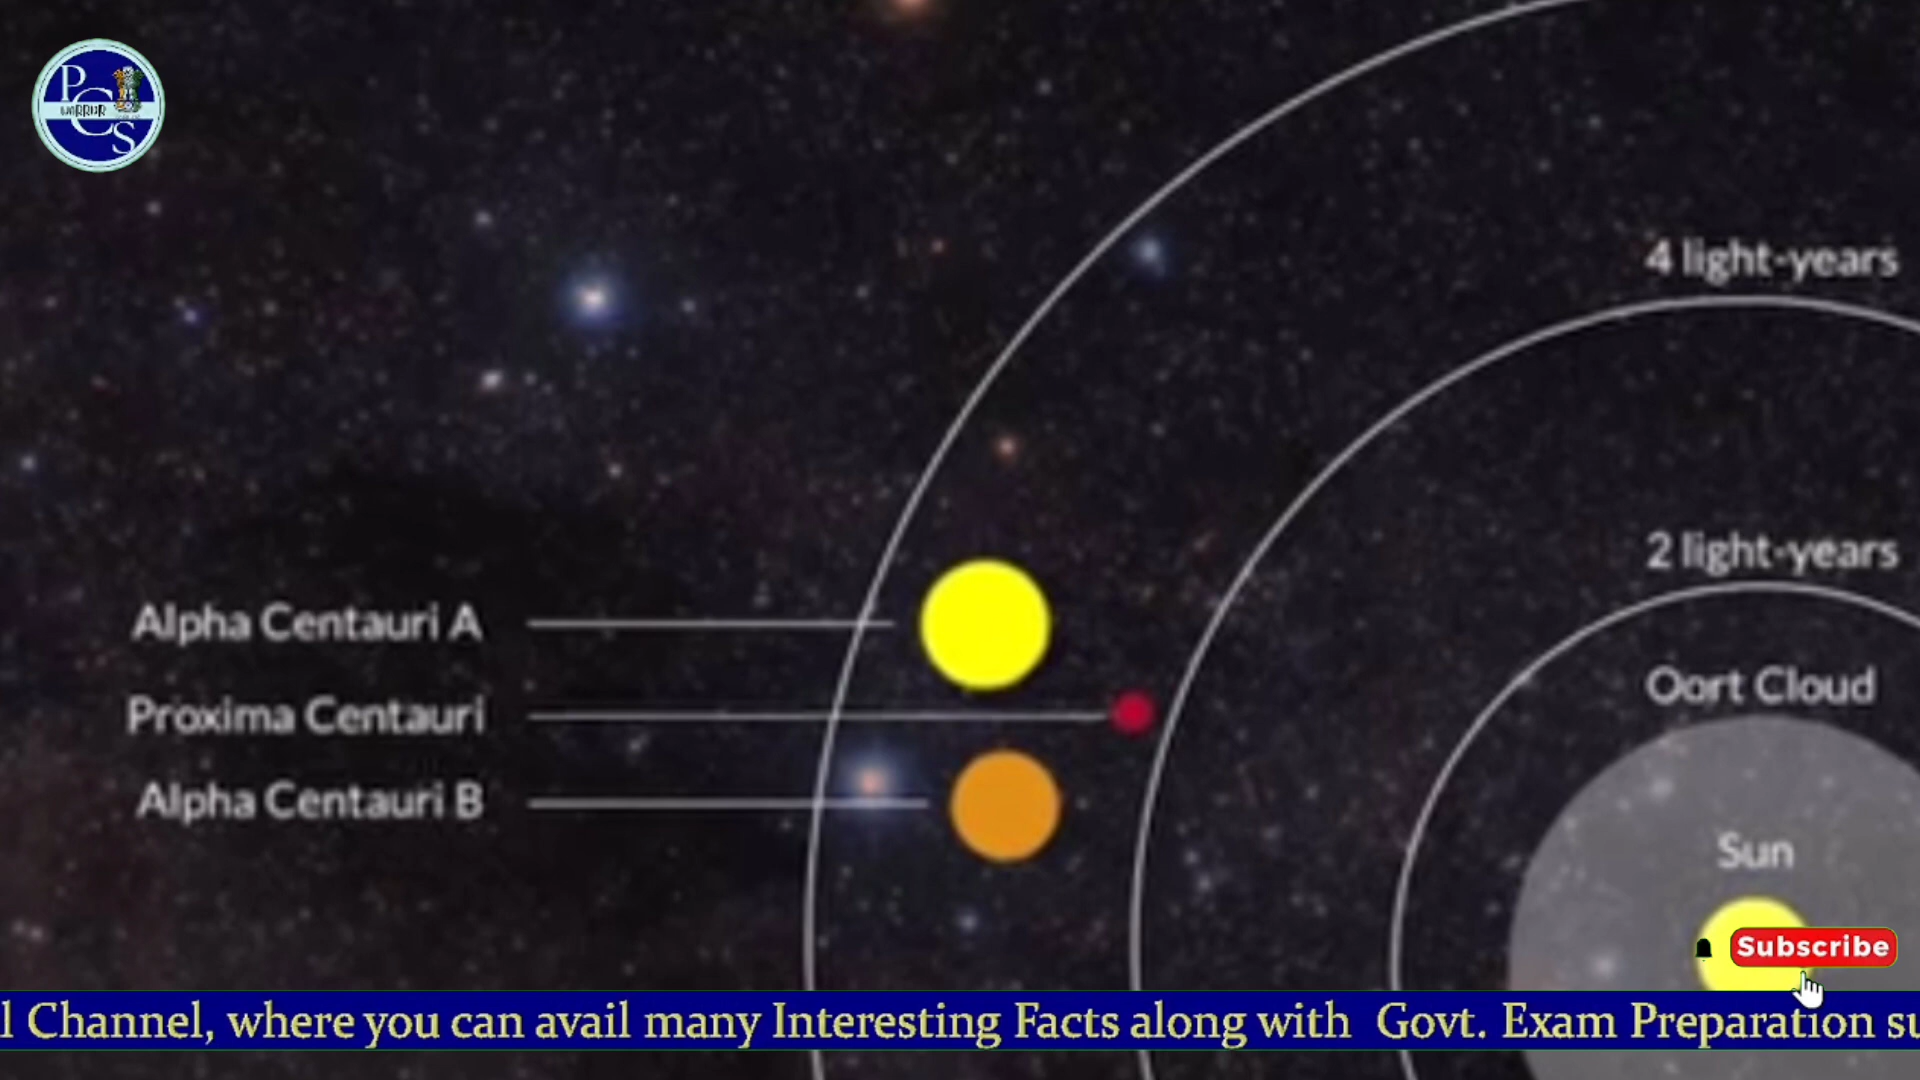 P
WARRIOR
C
S
4 light-years
2 light-years
Alpha Centauri A
Oort Cloud
Proxima Centauri
Alpha Centauri B
Sun
Subscribe
l Channel, where you can avail many Interesting Facts along with Govt. Exam Preparation su